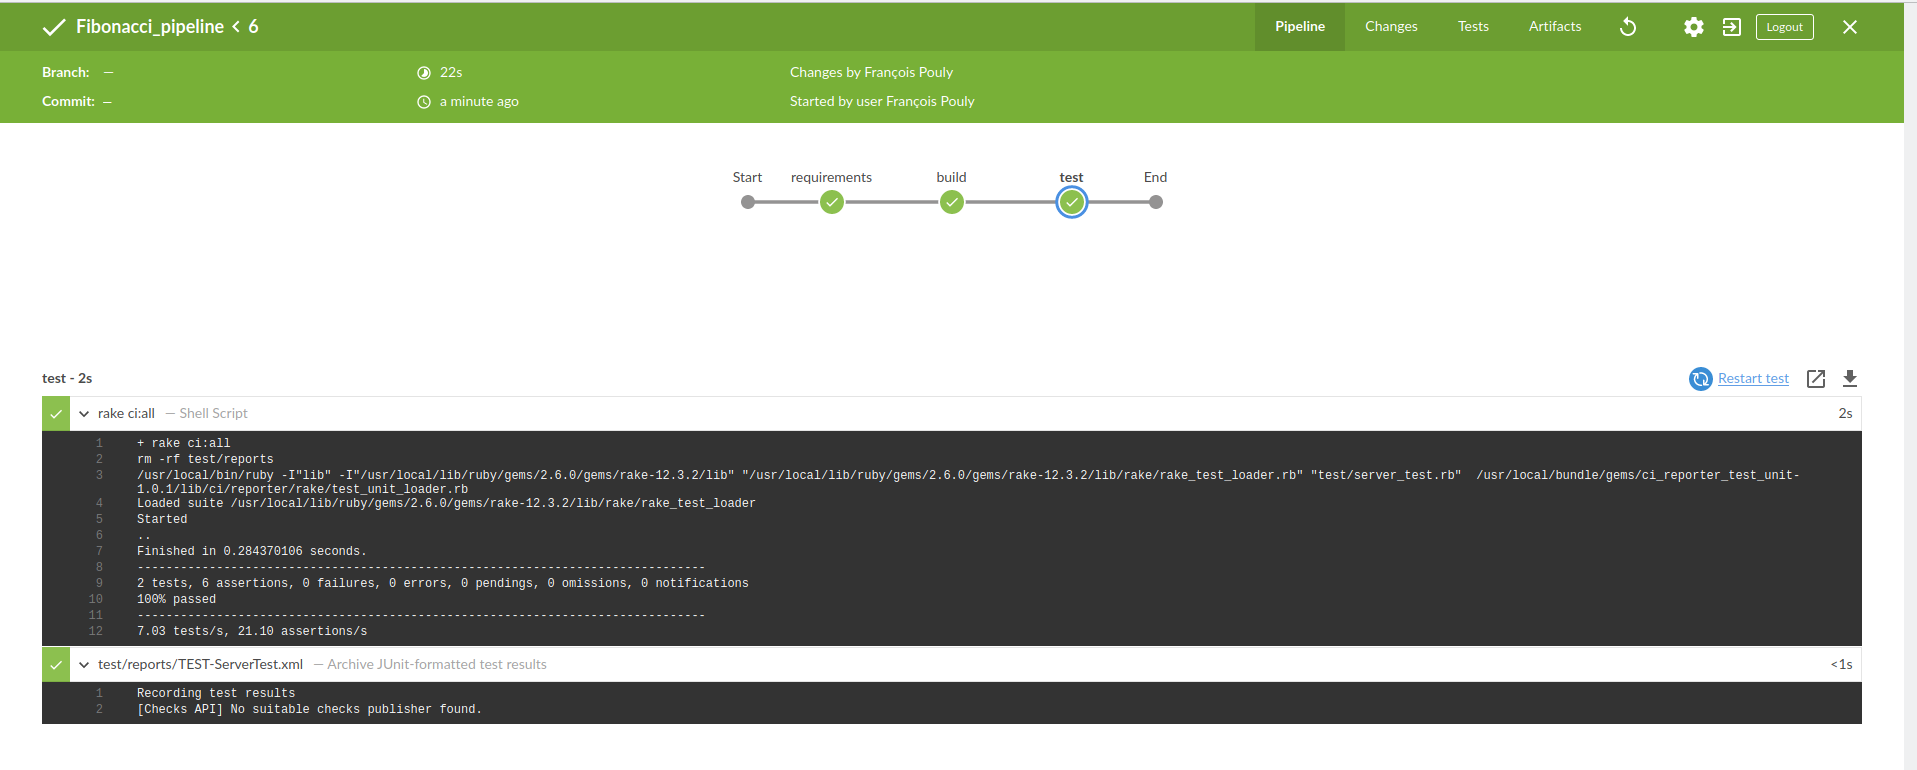 Fibonacci_pipeline < 6
Pipeline
Changes
Tests
Artifacts
Logout
Branch: —
22s
Changes by François Pouly
Commit: —
a minute ago
Started by user François Pouly
Start
requirements
build
test
End
test - 2s
Restart test
rake ci:all — Shell Script
2s
1 + rake ci:all
2 rm -rf test/reports
3 /usr/local/bin/ruby -I"lib" -I"/usr/local/lib/ruby/gems/2.6.0/gems/rake-12.3.2/lib" "/usr/local/lib/ruby/gems/2.6.0/gems/rake-12.3.2/lib/rake/rake_test_loader.rb" "test/server_test.rb"  /usr/local/bundle/gems/ci_reporter_test_unit-
1.0.1/lib/ci/reporter/rake/test_unit_loader.rb
4 Loaded suite /usr/local/lib/ruby/gems/2.6.0/gems/rake-12.3.2/lib/rake/rake_test_loader
5 Started
6 ..
7 Finished in 0.284370106 seconds.
8 -------------------------------------------------------------------------------
9 2 tests, 6 assertions, 0 failures, 0 errors, 0 pendings, 0 omissions, 0 notifications
10 100% passed
11 -------------------------------------------------------------------------------
12 7.03 tests/s, 21.10 assertions/s
test/reports/TEST-ServerTest.xml — Archive JUnit-formatted test results
<1s
1 Recording test results
2 [Checks API] No suitable checks publisher found.